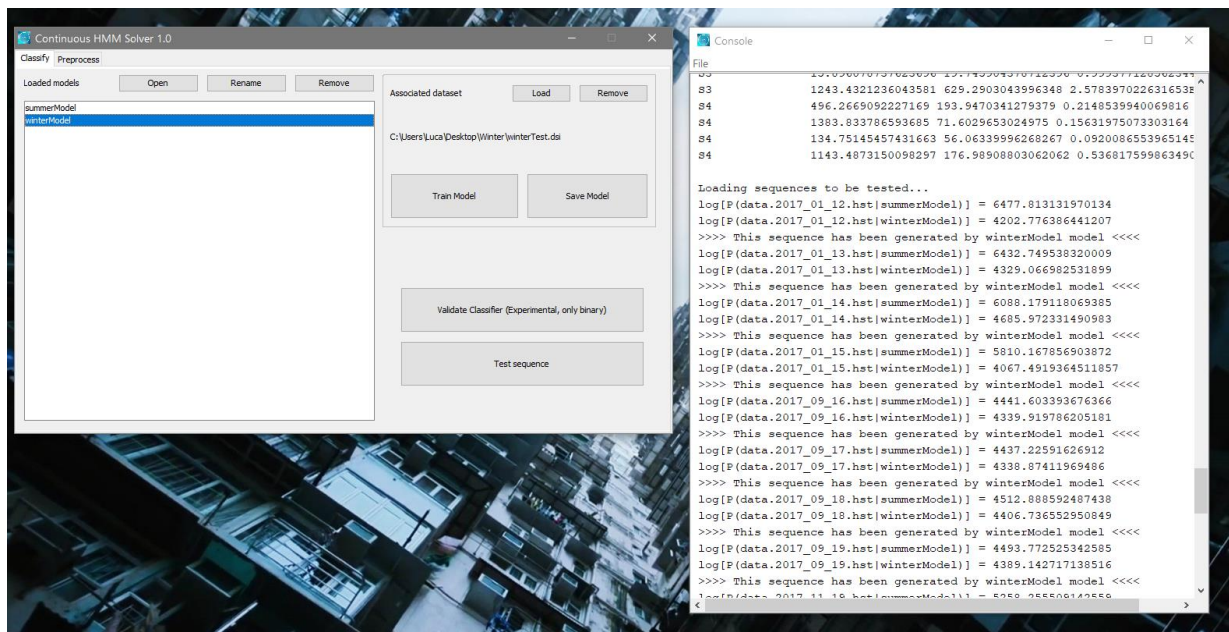 Continuous HMM Solver 1.0
Classify Preprocess
Loaded models Open Rename Remove
summerModel
winterModel
Associated dataset Load Remove
C:\Users\Luca\Desktop\Winter\winterTest.dsi
Train Model Save Model
Validate Classifier (Experimental, only binary)
Test sequence
Console
File
S3 1243.4321236043581 629.2903043996348
S4 496.2669092227169 193.9470341279379 0.2148539940069816
S4 1383.833786593685 71.6029653024975 0.15631975073303164
S4 134.75145457431663 56.06339996268267 0.0920086553965145
S4 1143.4873150098297 176.98908803062062 0.536817599863490
Loading sequences to be tested...
log[P(data.2017_01_12.hst|summerModel)] = 6477.813131970134
log[P(data.2017_01_12.hst|winterModel)] = 4202.776386441207
>>>> This sequence has been generated by winterModel model <<<<
log[P(data.2017_01_13.hst|summerModel)] = 6432.749538320009
log[P(data.2017_01_13.hst|winterModel)] = 4329.066982531899
>>>> This sequence has been generated by winterModel model <<<<
log[P(data.2017_01_14.hst|summerModel)] = 6088.179118069385
log[P(data.2017_01_14.hst|winterModel)] = 4685.972331490983
>>>> This sequence has been generated by winterModel model <<<<
log[P(data.2017_01_15.hst|summerModel)] = 5810.167856903872
log[P(data.2017_01_15.hst|winterModel)] = 4067.4919364511857
>>>> This sequence has been generated by winterModel model <<<<
log[P(data.2017_09_16.hst|summerModel)] = 4441.603393676366
log[P(data.2017_09_16.hst|winterModel)] = 4339.919786205181
>>>> This sequence has been generated by winterModel model <<<<
log[P(data.2017_09_17.hst|summerModel)] = 4437.22591626912
log[P(data.2017_09_17.hst|winterModel)] = 4338.87411969486
>>>> This sequence has been generated by winterModel model <<<<
log[P(data.2017_09_18.hst|summerModel)] = 4512.888592487438
log[P(data.2017_09_18.hst|winterModel)] = 4406.736552950849
>>>> This sequence has been generated by winterModel model <<<<
log[P(data.2017_09_19.hst|summerModel)] = 4493.772525342585
log[P(data.2017_09_19.hst|winterModel)] = 4389.142717138516
>>>> This sequence has been generated by winterModel model <<<<